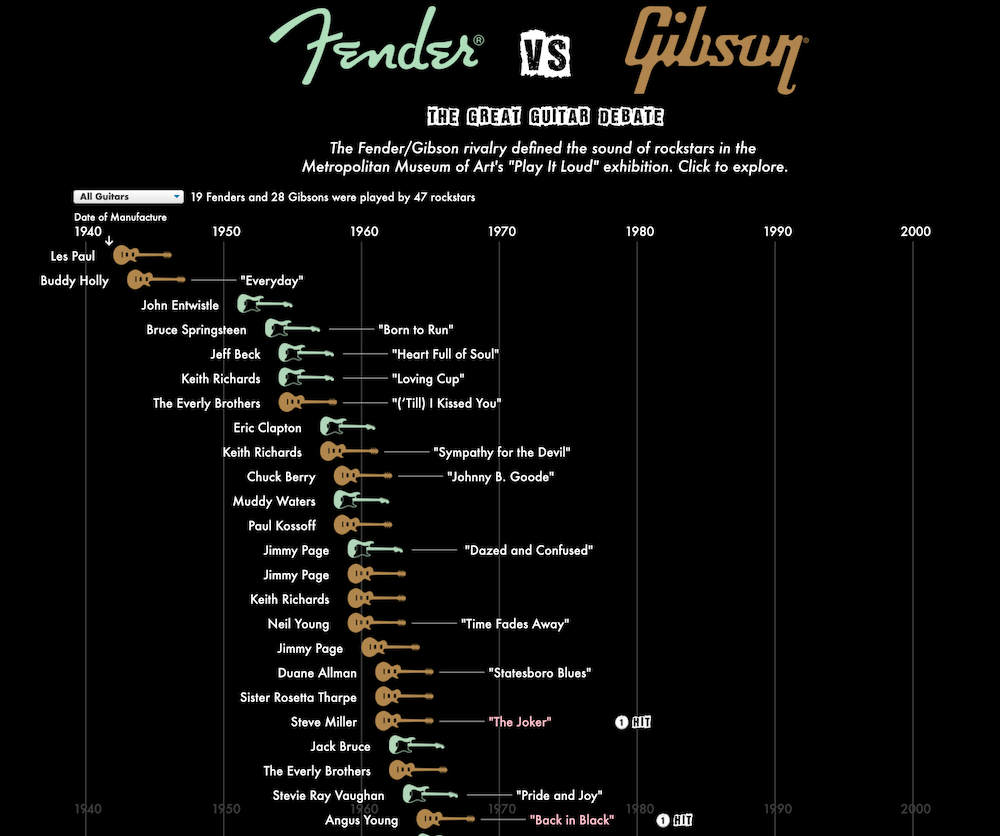 Fender® VS Gibson®
THE GREAT GUITAR DEBATE
The Fender/Gibson rivalry defined the sound of rockstars in the
Metropolitan Museum of Art's "Play It Loud" exhibition. Click to explore.
All Guitars 19 Fenders and 28 Gibsons were played by 47 rockstars
Date of Manufacture
1940 1950 1960 1970 1980 1990 2000
Les Paul
Buddy Holly "Everyday"
John Entwistle
Bruce Springsteen "Born to Run"
Jeff Beck "Heart Full of Soul"
Keith Richards "Loving Cup"
The Everly Brothers "('Till) I Kissed You"
Eric Clapton
Keith Richards "Sympathy for the Devil"
Chuck Berry "Johnny B. Goode"
Muddy Waters
Paul Kossoff
Jimmy Page "Dazed and Confused"
Jimmy Page
Keith Richards
Neil Young "Time Fades Away"
Jimmy Page
Duane Allman "Statesboro Blues"
Sister Rosetta Tharpe
Steve Miller "The Joker" 1 HIT
Jack Bruce
The Everly Brothers
Stevie Ray Vaughan "Pride and Joy"
1940 1950 1960 1970 1980 1990 2000
Angus Young "Back in Black" 1 HIT